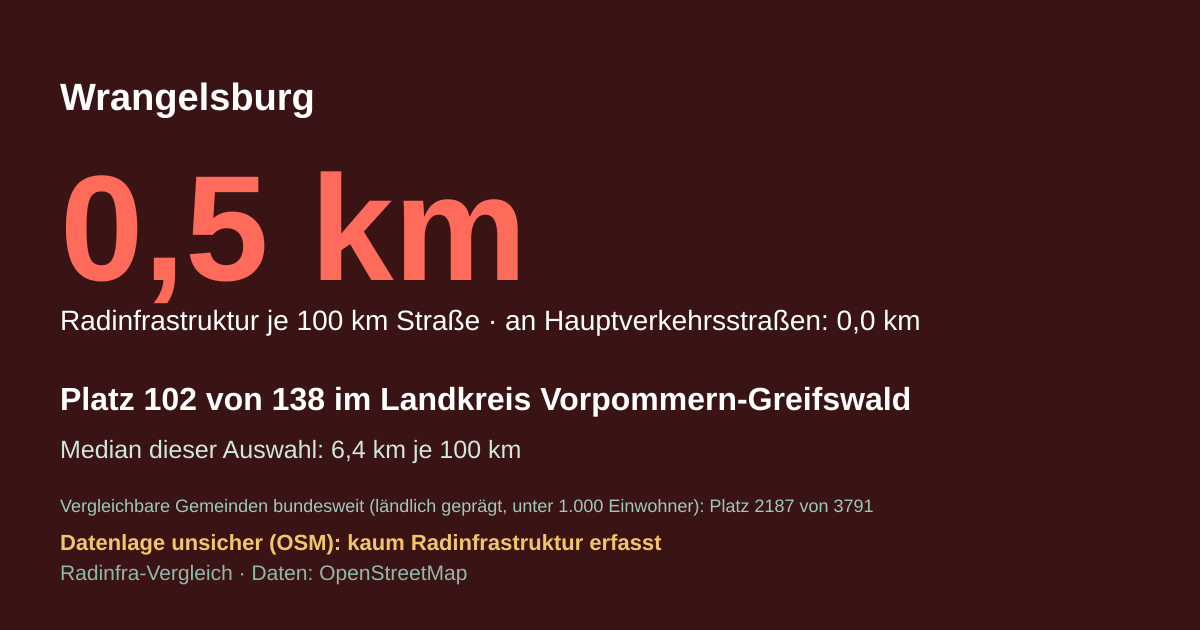 Wrangelsburg
0,5 km
Radinfrastruktur je 100 km Straße · an Hauptverkehrsstraßen: 0,0 km
Platz 102 von 138 im Landkreis Vorpommern-Greifswald
Median dieser Auswahl: 6,4 km je 100 km
Vergleichbare Gemeinden bundesweit (ländlich geprägt, unter 1.000 Einwohner): Platz 2187 von 3791
Datenlage unsicher (OSM): kaum Radinfrastruktur erfasst
Radinfra-Vergleich · Daten: OpenStreetMap